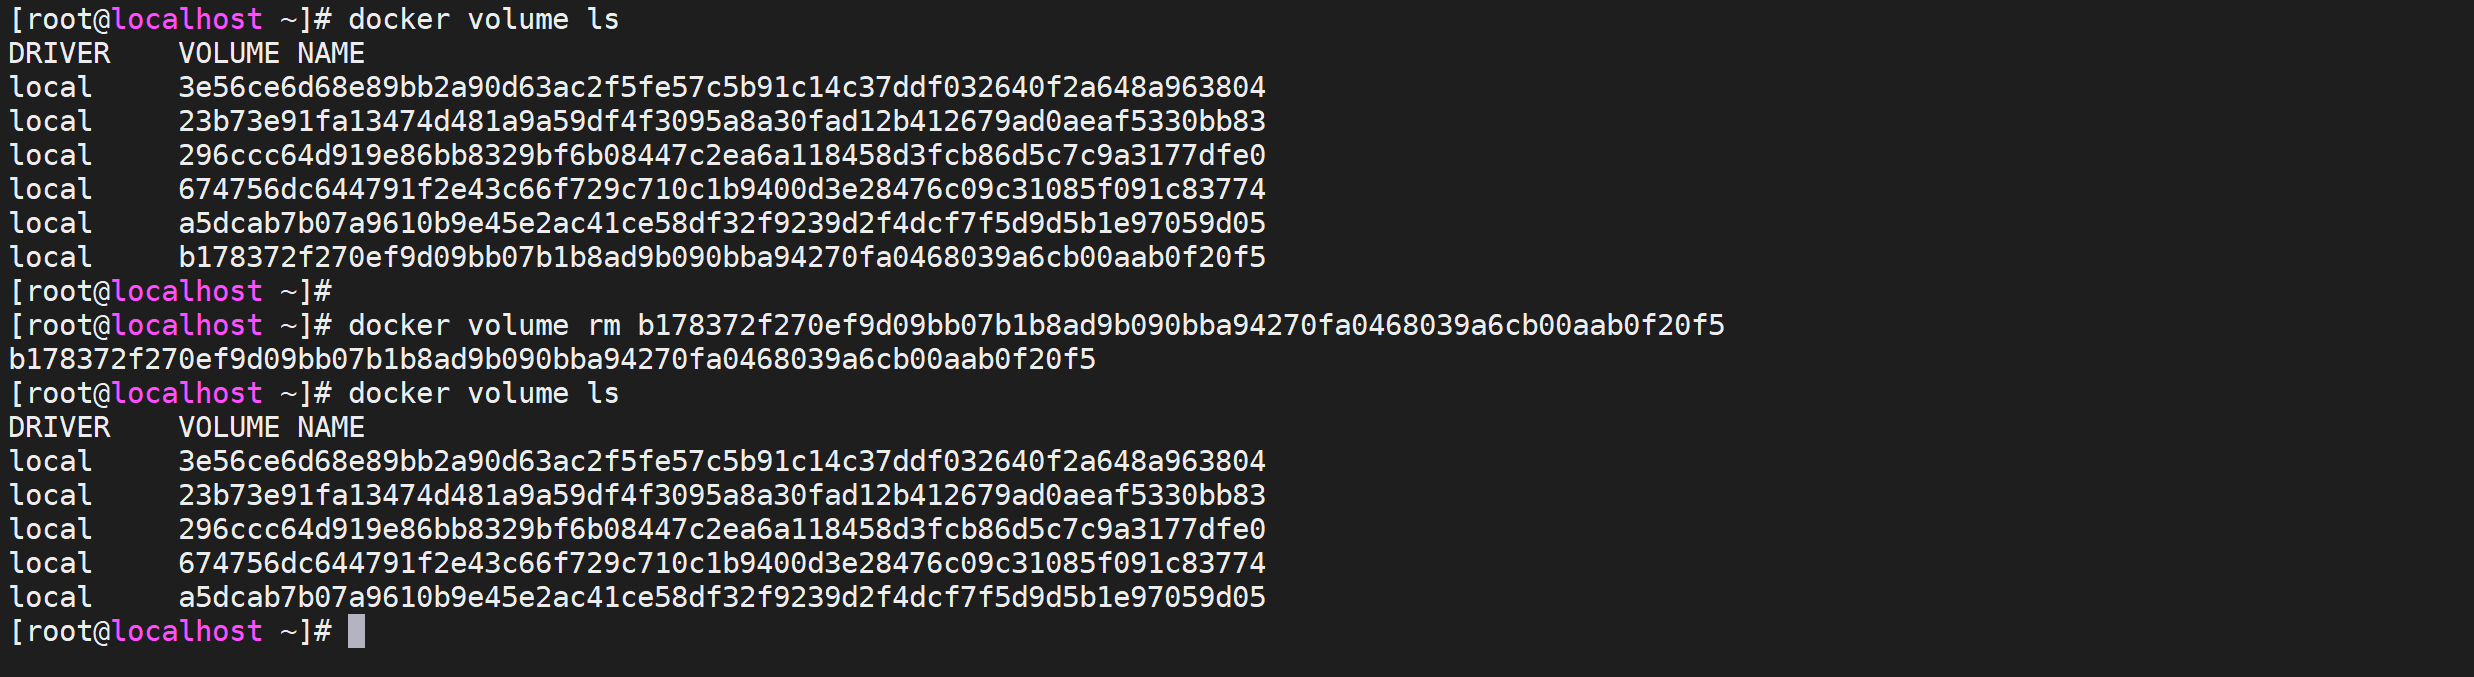 [root@localhost ~]# docker volume ls
DRIVER    VOLUME NAME
local     3e56ce6d68e89bb2a90d63ac2f5fe57c5b91c14c37ddf032640f2a648a963804
local     23b73e91fa13474d481a9a59df4f3095a8a30fad12b412679ad0aeaf5330bb83
local     296ccc64d919e86bb8329bf6b08447c2ea6a118458d3fcb86d5c7c9a3177dfe0
local     674756dc644791f2e43c66f729c710c1b9400d3e28476c09c31085f091c83774
local     a5dcab7b07a9610b9e45e2ac41ce58df32f9239d2f4dcf7f5d9d5b1e97059d05
local     b178372f270ef9d09bb07b1b8ad9b090bba94270fa0468039a6cb00aab0f20f5
[root@localhost ~]#
[root@localhost ~]# docker volume rm b178372f270ef9d09bb07b1b8ad9b090bba94270fa0468039a6cb00aab0f20f5
b178372f270ef9d09bb07b1b8ad9b090bba94270fa0468039a6cb00aab0f20f5
[root@localhost ~]# docker volume ls
DRIVER    VOLUME NAME
local     3e56ce6d68e89bb2a90d63ac2f5fe57c5b91c14c37ddf032640f2a648a963804
local     23b73e91fa13474d481a9a59df4f3095a8a30fad12b412679ad0aeaf5330bb83
local     296ccc64d919e86bb8329bf6b08447c2ea6a118458d3fcb86d5c7c9a3177dfe0
local     674756dc644791f2e43c66f729c710c1b9400d3e28476c09c31085f091c83774
local     a5dcab7b07a9610b9e45e2ac41ce58df32f9239d2f4dcf7f5d9d5b1e97059d05
[root@localhost ~]#